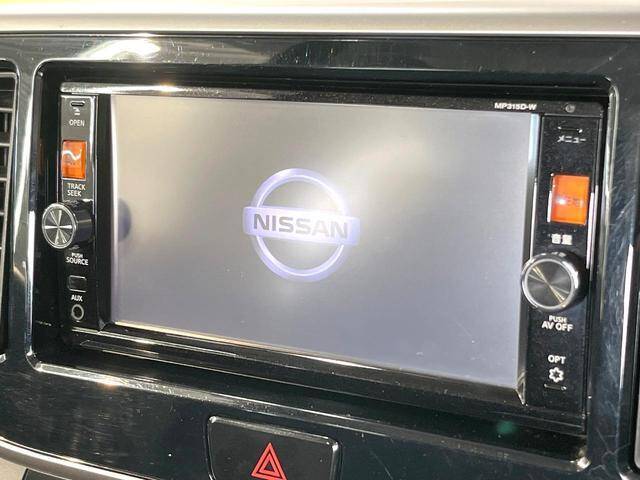 MP315D-W
OPEN
TRACK
SEEK
PUSH
SOURCE
AUX
NISSAN
メニュー
音量
PUSH
AV OFF
OPT